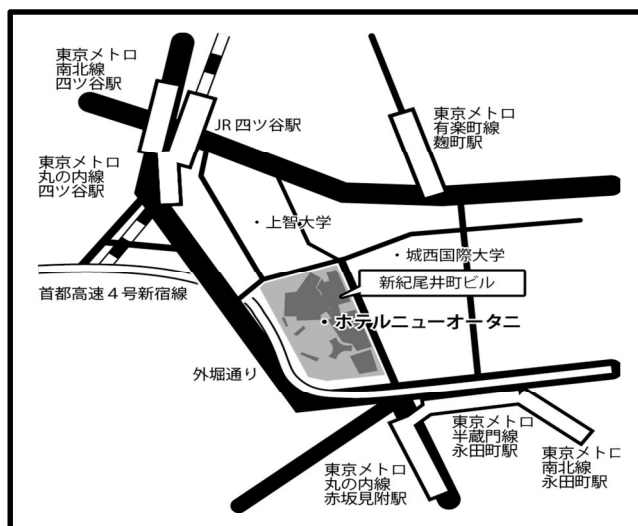 東京メトロ
南北線
四ツ谷駅
JR 四ツ谷駅
東京メトロ
有楽町線
麹町駅
東京メトロ
丸の内線
四ツ谷駅
・上智大学
・城西国際大学
新紀尾井町ビル
首都高速４号新宿線
・ホテルニューオータニ
外堀通り
東京メトロ
半蔵門線
永田町駅
東京メトロ
南北線
永田町駅
東京メトロ
丸の内線
赤坂見附駅